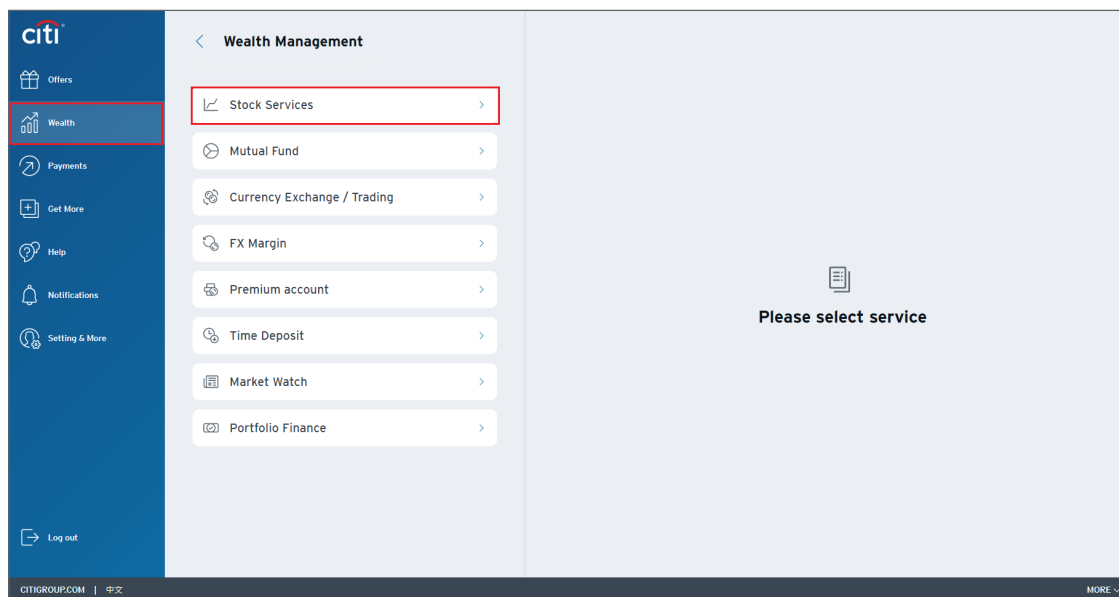 citi
Offers
Wealth
Payments
Get More
Help
Notifications
Setting & More
Log out
Wealth Management
Stock Services
Mutual Fund
Currency Exchange / Trading
FX Margin
Premium account
Time Deposit
Market Watch
Portfolio Finance
Please select service
CITIGROUP.COM | 中文
MORE